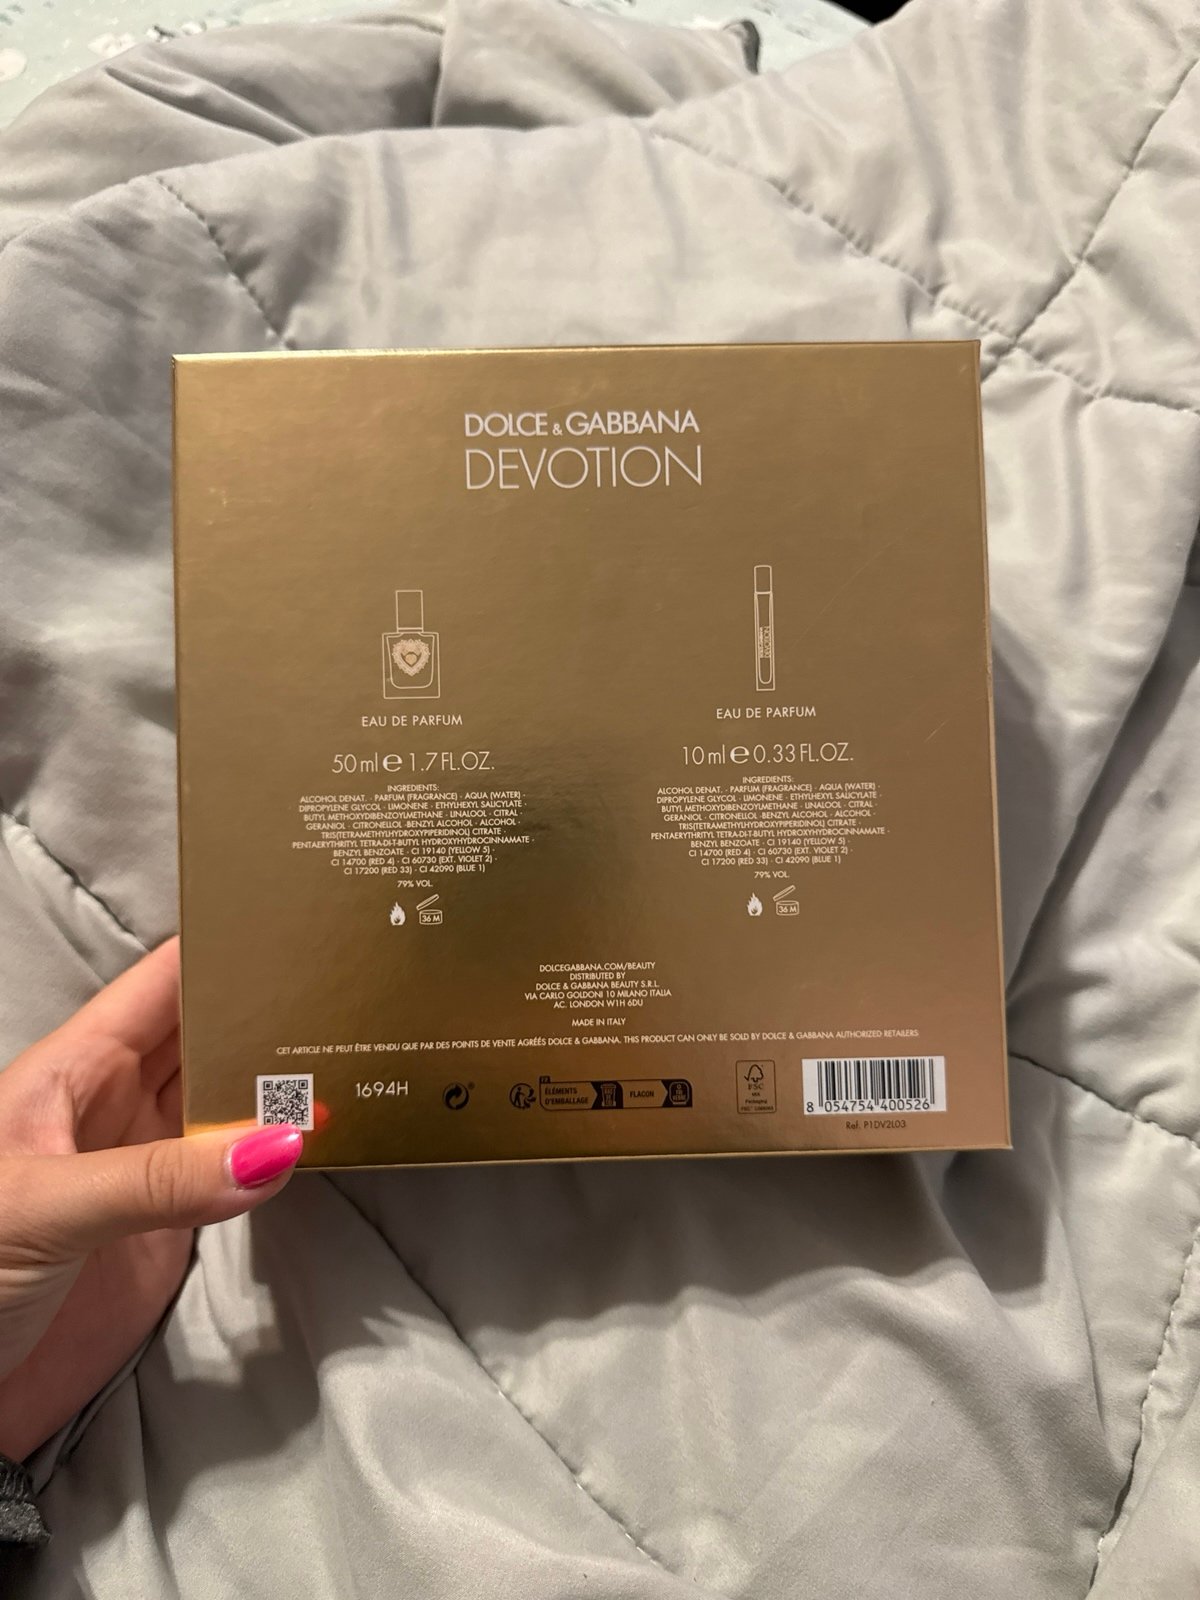 DOLCE & GABBANA
DEVOTION
EAU DE PARFUM
50 ml e 1.7 FL.OZ.
INGREDIENTS:
ALCOHOL DENAT. · PARFUM (FRAGRANCE) · AQUA (WATER) ·
DIPROPYLENE GLYCOL · LIMONENE · ETHYLHEXYL SALICYLATE ·
BUTYL METHOXYDIBENZOYLMETHANE · LINALOOL · CITRAL ·
GERANIOL · CITRONELLOL · BENZYL ALCOHOL · ALCOHOL ·
TRIS(TETRAMETHYLHYDROXYPIPERIDINOL) CITRATE ·
PENTAERYTHRITYL TETRA-DI-T-BUTYL HYDROXYHYDROCINNAMATE ·
BENZYL BENZOATE · CI 19140 (YELLOW 5) ·
CI 14700 (RED 4) · CI 60730 (EXT. VIOLET 2) ·
CI 17200 (RED 33) · CI 42090 (BLUE 1)
79% VOL.
36 M
DEVOTION
EAU DE PARFUM
10 ml e 0.33 FL.OZ.
INGREDIENTS:
ALCOHOL DENAT. · PARFUM (FRAGRANCE) · AQUA (WATER) ·
DIPROPYLENE GLYCOL · LIMONENE · ETHYLHEXYL SALICYLATE ·
BUTYL METHOXYDIBENZOYLMETHANE · LINALOOL · CITRAL ·
GERANIOL · CITRONELLOL · BENZYL ALCOHOL · ALCOHOL ·
TRIS(TETRAMETHYLHYDROXYPIPERIDINOL) CITRATE ·
PENTAERYTHRITYL TETRA-DI-T-BUTYL HYDROXYHYDROCINNAMATE ·
BENZYL BENZOATE · CI 19140 (YELLOW 5) ·
CI 14700 (RED 4) · CI 60730 (EXT. VIOLET 2) ·
CI 17200 (RED 33) · CI 42090 (BLUE 1)
79% VOL.
36 M
DOLCEGABBANA.COM/BEAUTY
DISTRIBUTED BY
DOLCE & GABBANA BEAUTY S.R.L.
VIA CARLO GOLDONI 10 MILANO ITALIA
AC. LONDON W1H 6DU
MADE IN ITALY
CET ARTICLE NE PEUT ÊTRE VENDU QUE PAR DES POINTS DE VENTE AGRÉÉS DOLCE & GABBANA. THIS PRODUCT CAN ONLY BE SOLD BY DOLCE & GABBANA AUTHORIZED RETAILERS
1694H
FR
ÉLÉMENTS
D'EMBALLAGE
FLACON
FSC
MIX
Packaging
8 054754 400526
Ref. P1DV2L03